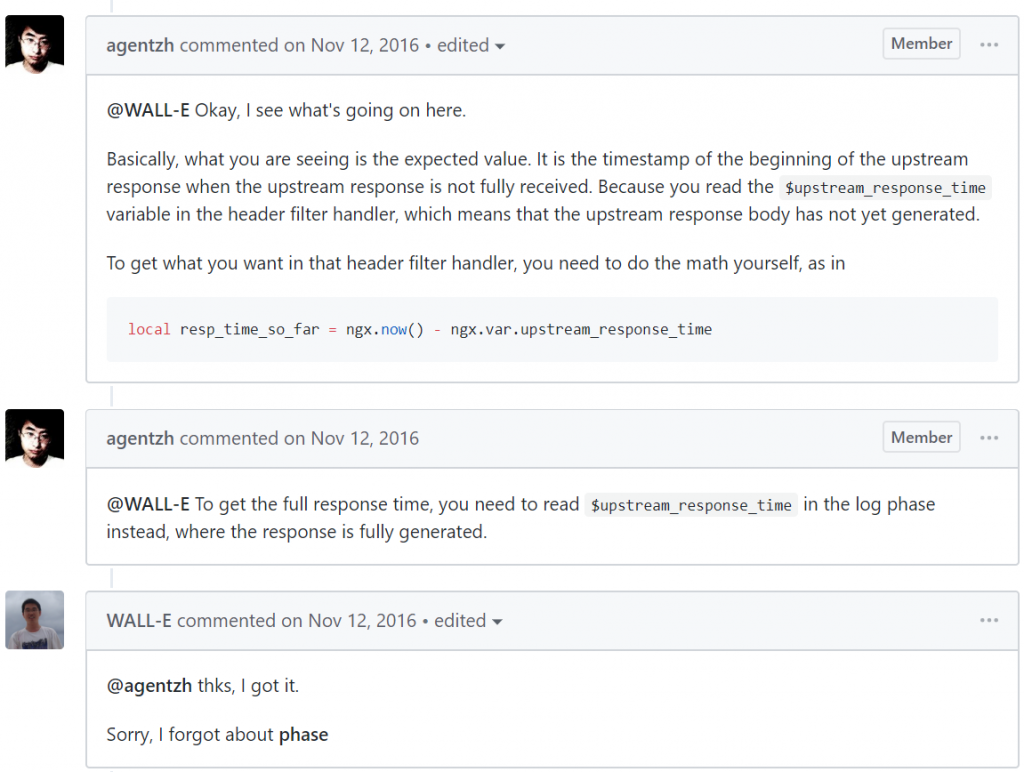 agentzh commented on Nov 12, 2016 • edited
Member
@WALL-E Okay, I see what's going on here.
Basically, what you are seeing is the expected value. It is the timestamp of the beginning of the upstream
response when the upstream response is not fully received. Because you read the $upstream_response_time
variable in the header filter handler, which means that the upstream response body has not yet generated.
To get what you want in that header filter handler, you need to do the math yourself, as in
local resp_time_so_far = ngx.now() - ngx.var.upstream_response_time
agentzh commented on Nov 12, 2016
Member
@WALL-E To get the full response time, you need to read $upstream_response_time in the log phase
instead, where the response is fully generated.
WALL-E commented on Nov 12, 2016 • edited
@agentzh thks, I got it.
Sorry, I forgot about phase